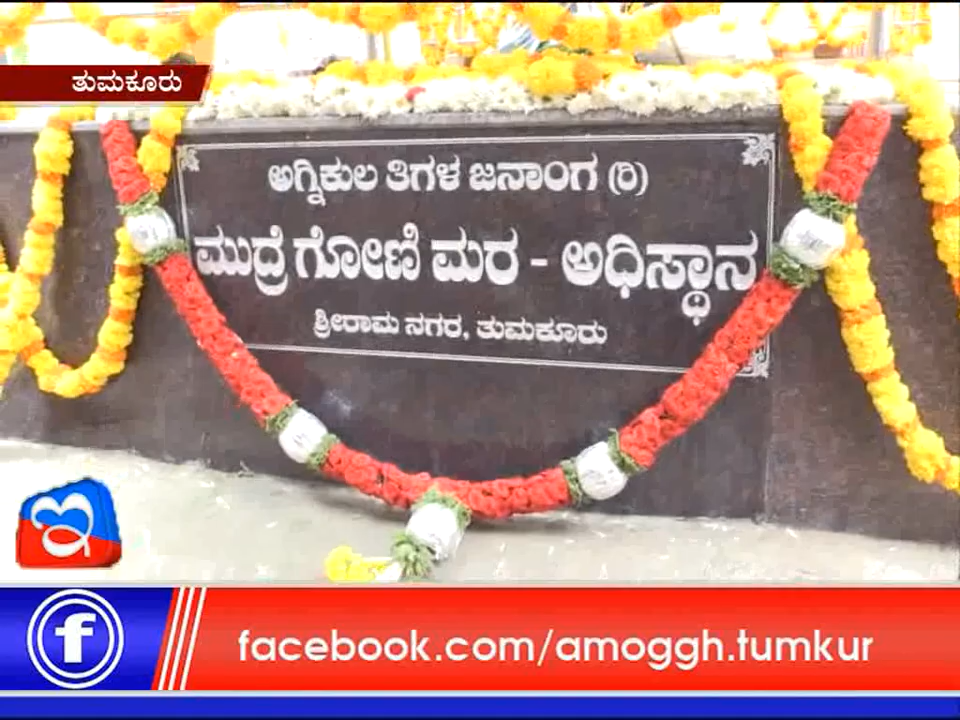 ತುಮಕೂರು
ಅಗ್ನಿಕುಲ ತಿಗಳ ಜನಾಂಗ (ರಿ)
ಮುದ್ರೆ ಗೋಣಿ ಮರ - ಅಧಿಸ್ಥಾನ
ಶ್ರೀರಾಮ ನಗರ, ತುಮಕೂರು
ಇ
f
facebook.com/amoggh.tumkur